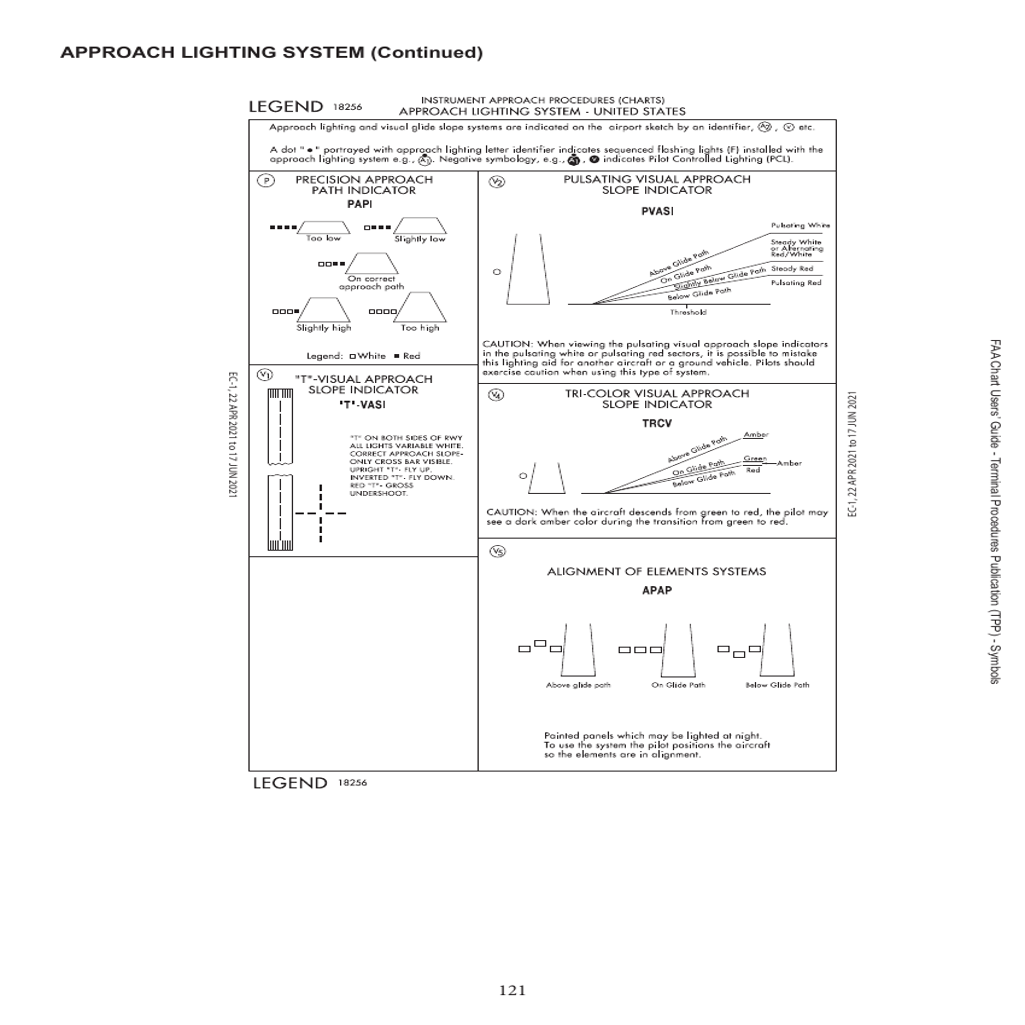 APPROACH LIGHTING SYSTEM (Continued)
LEGEND 18256
INSTRUMENT APPROACH PROCEDURES (CHARTS)
APPROACH LIGHTING SYSTEM - UNITED STATES
Approach lighting and visual glide slope systems are indicated on the airport sketch by an identifier, A2 , V etc.
A dot " ● " portrayed with approach lighting letter identifier indicates sequenced flashing lights (F) installed with the
approach lighting system e.g., A1. Negative symbology, e.g., A1 , V indicates Pilot Controlled Lighting (PCL).
P
PRECISION APPROACH
PATH INDICATOR
PAPI
Too low
Slightly low
On correct
approach path
Slightly high
Too high
Legend: □White ■ Red
V1
"T"-VISUAL APPROACH
SLOPE INDICATOR
"T"-VASI
"T" ON BOTH SIDES OF RWY
ALL LIGHTS VARIABLE WHITE.
CORRECT APPROACH SLOPE-
ONLY CROSS BAR VISIBLE.
UPRIGHT "T"- FLY UP.
INVERTED "T"- FLY DOWN.
RED "T"- GROSS
UNDERSHOOT.
V2
PULSATING VISUAL APPROACH
SLOPE INDICATOR
PVASI
Pulsating White
Steady White
or Alternating
Red/White
Above Glide Path
On Glide Path
Slightly Below Glide Path
Steady Red
Below Glide Path
Pulsating Red
Threshold
CAUTION: When viewing the pulsating visual approach slope indicators
in the pulsating white or pulsating red sectors, it is possible to mistake
this lighting aid for another aircraft or a ground vehicle. Pilots should
exercise caution when using this type of system.
V4
TRI-COLOR VISUAL APPROACH
SLOPE INDICATOR
TRCV
Amber
Above Glide Path
Green
On Glide Path
Amber
Red
Below Glide Path
CAUTION: When the aircraft descends from green to red, the pilot may
see a dark amber color during the transition from green to red.
V5
ALIGNMENT OF ELEMENTS SYSTEMS
APAP
Above glide path
On Glide Path
Below Glide Path
Painted panels which may be lighted at night.
To use the system the pilot positions the aircraft
so the elements are in alignment.
LEGEND 18256
EC-1, 22 APR 2021 to 17 JUN 2021
EC-1, 22 APR 2021 to 17 JUN 2021
FAA Chart Users' Guide - Terminal Procedures Publication (TPP) - Symbols
121